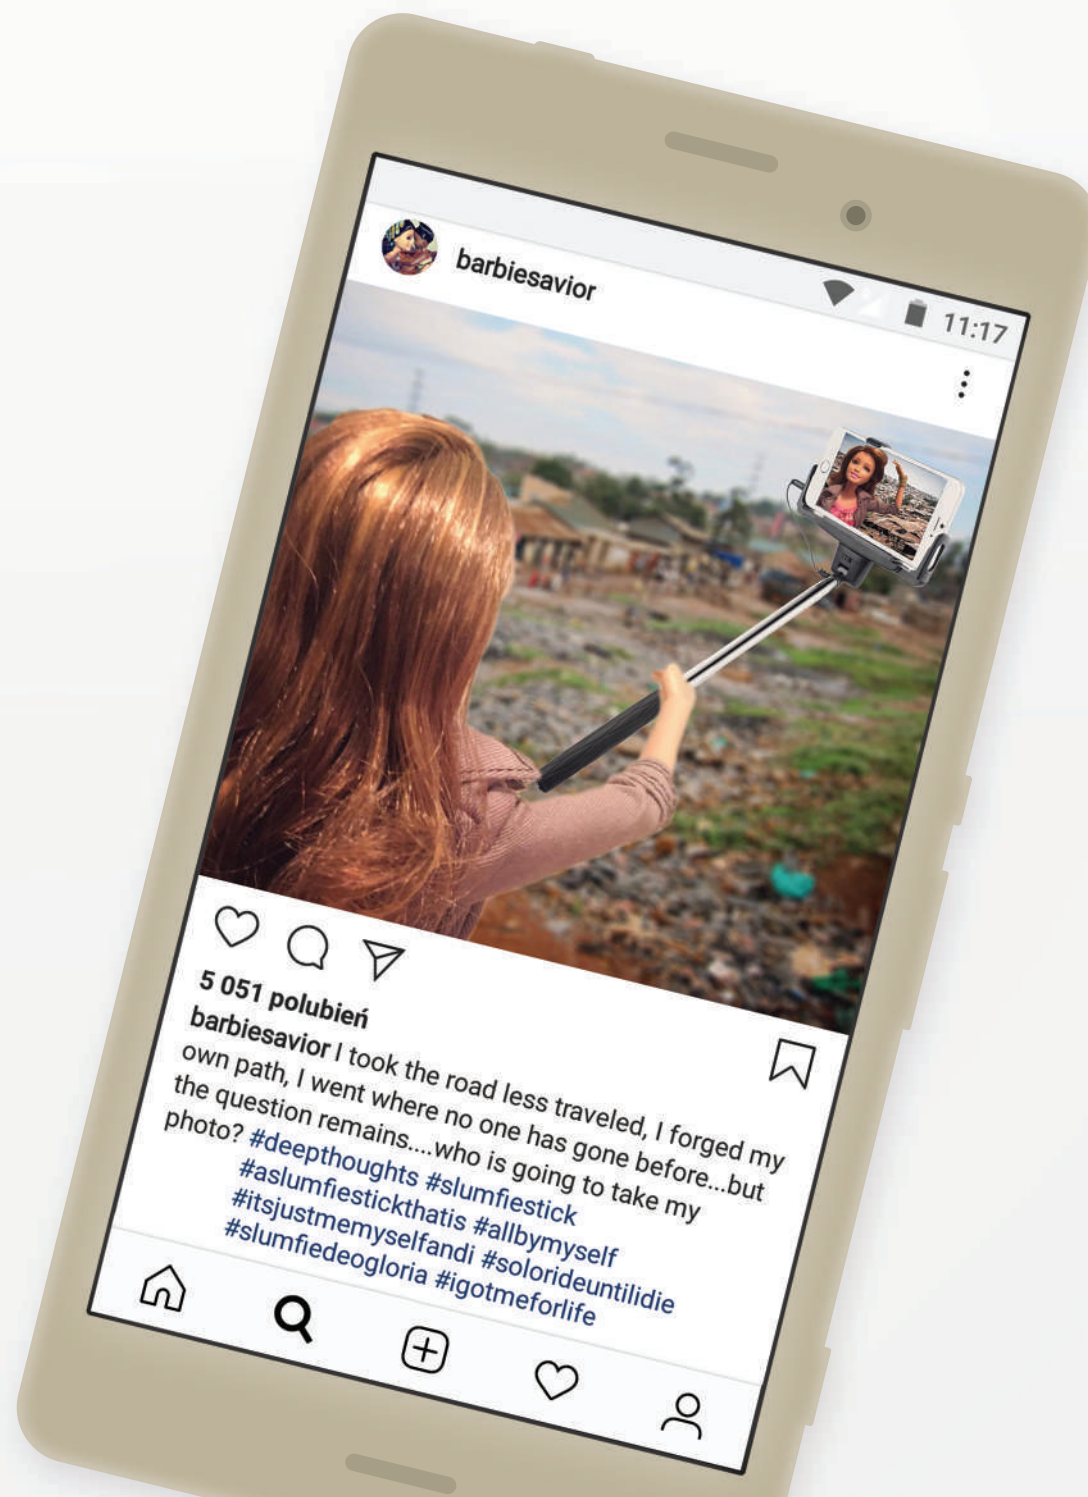 11:17
barbiesavior
5 051 polubień
barbiesavior I took the road less traveled, I forged my
own path, I went where no one has gone before...but
the question remains....who is going to take my
photo? #deepthoughts #slumfiestick
#aslumfiestickthatis #allbymyself
#itsjustmemyselfandi #solorideuntilidie
#slumfiedeogloria #igotmeforlife